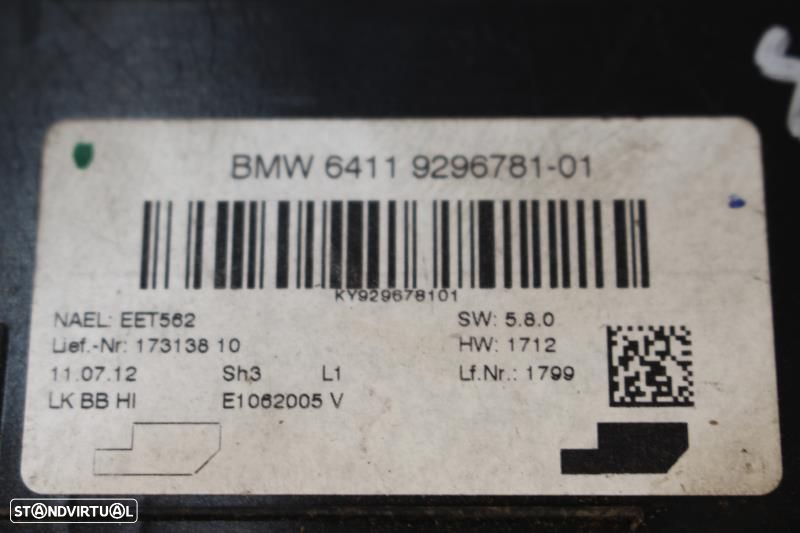 BMW 6411 9296781-01
KY929678101
NAEL: EET562
SW: 5.8.0
Lief.-Nr: 173138 10
HW: 1712
11.07.12 Sh3 L1
Lf.Nr.: 1799
LK BB HI E1062005 V
STANDVIRTUAL